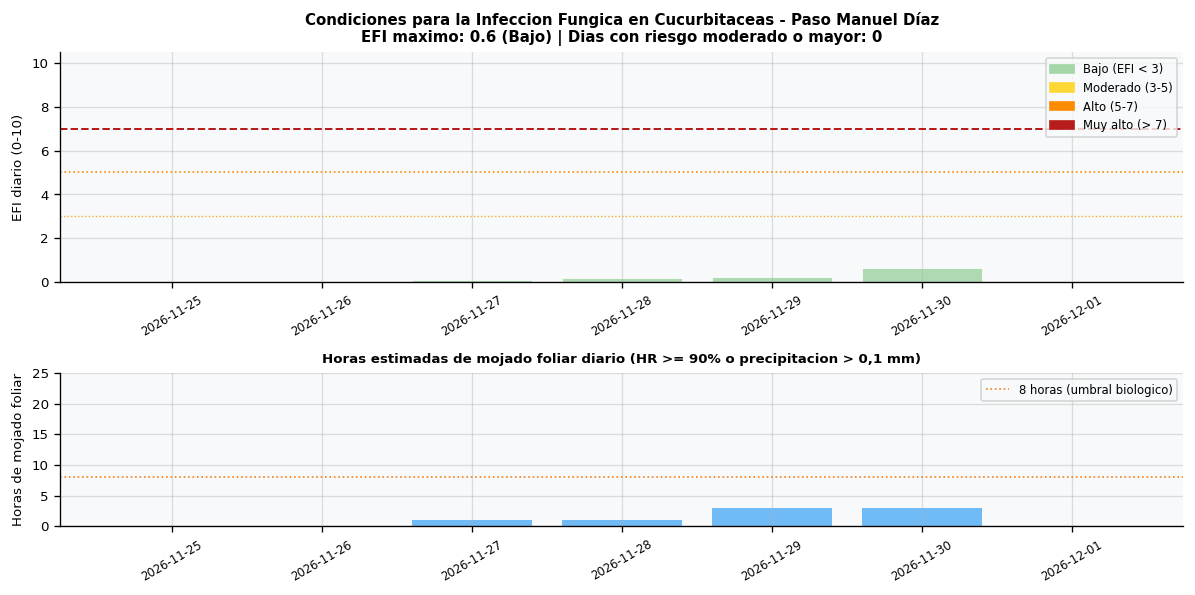 Condiciones para la Infeccion Fungica en Cucurbitaceas - Paso Manuel Díaz
EFI maximo: 0.6 (Bajo) | Dias con riesgo moderado o mayor: 0
EFI diario (0-10)
10
8
6
4
2
0
Bajo (EFI < 3)
Moderado (3-5)
Alto (5-7)
Muy alto (> 7)
2026-11-25
2026-11-26
2026-11-27
2026-11-28
2026-11-29
2026-11-30
2026-12-01
Horas estimadas de mojado foliar diario (HR >= 90% o precipitacion > 0,1 mm)
Horas de mojado foliar
25
20
15
10
5
0
8 horas (umbral biologico)
2026-11-25
2026-11-26
2026-11-27
2026-11-28
2026-11-29
2026-11-30
2026-12-01